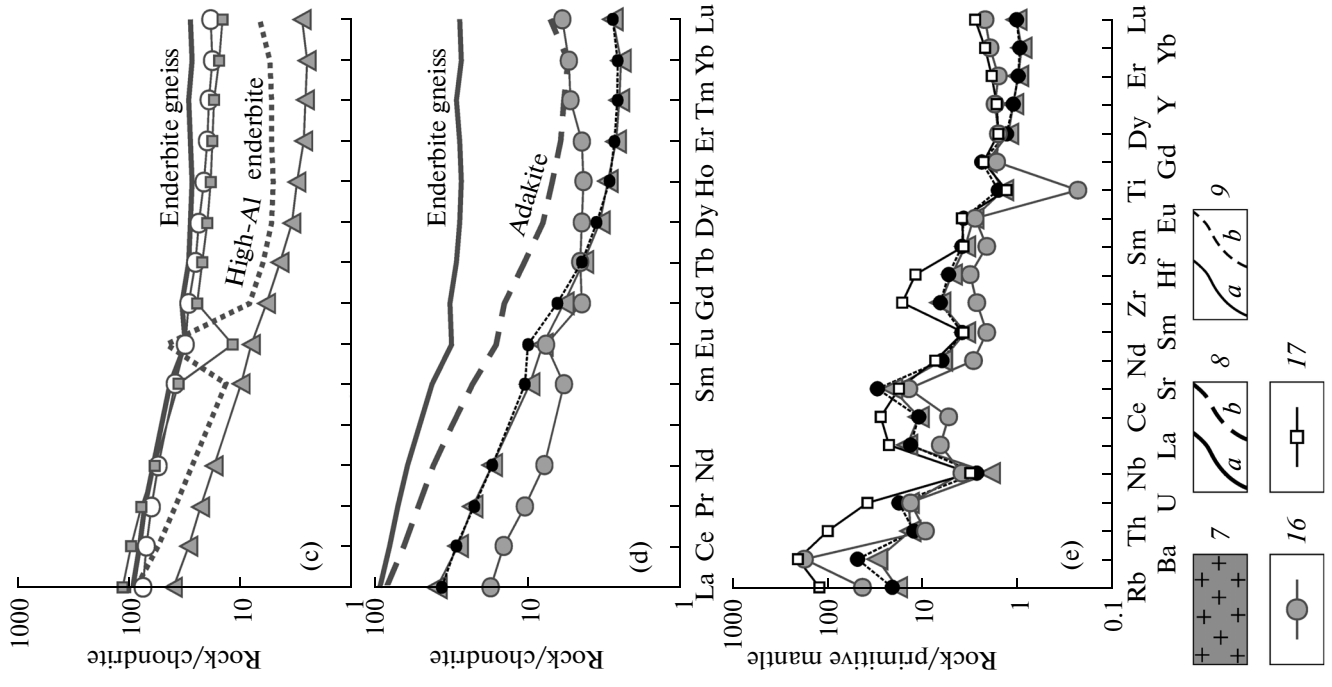 1000
100
10
Rock/chondrite
(c)
Enderbite gneiss
High-Al enderbite
100
10
1
Rock/chondrite
(d)
Enderbite gneiss
Adakite
La Ce Pr Nd Sm Eu Gd Tb Dy Ho Er Tm Yb Lu
1000
100
10
1
0.1
Rock/primitive mantle
(e)
Rb Th Nb Ce Nd Zr Sm Ti Dy Er Lu
Ba U La Sr Sm Hf Eu Gd Y Yb
7 8 9
a b a b
16 17